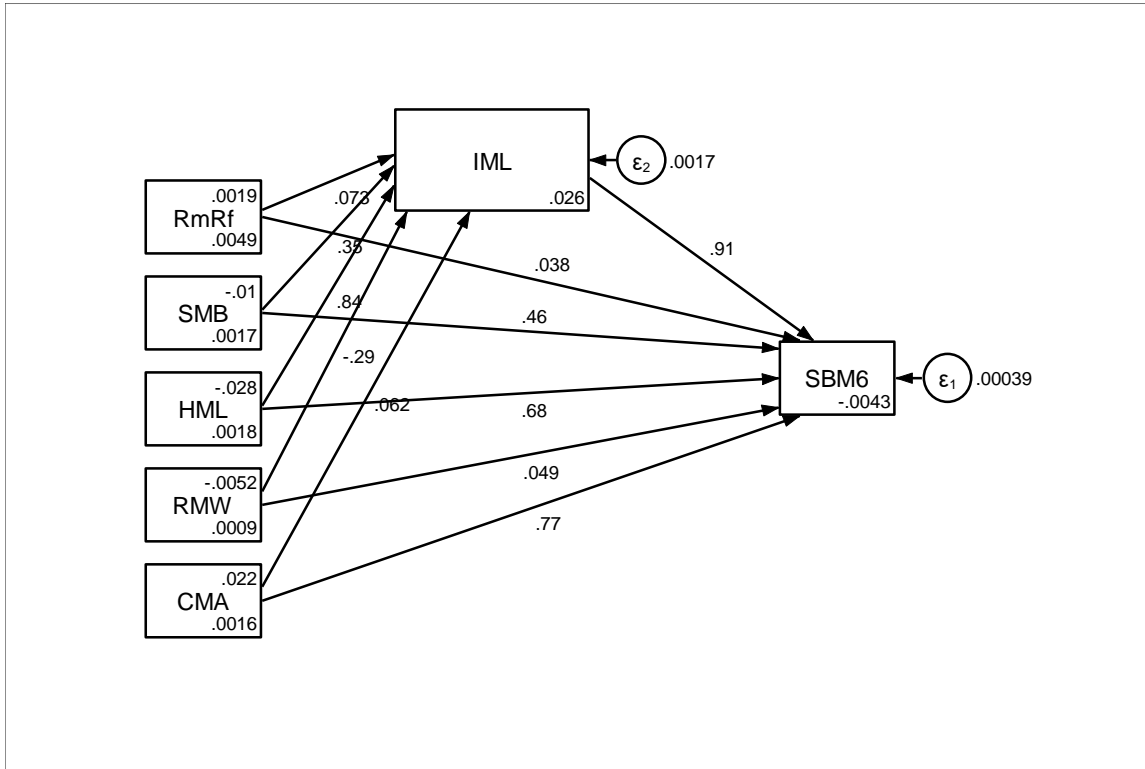 IML
.026
ε₂
.0017
.0019
RmRf
.0049
-.01
SMB
.0017
-.028
HML
.0018
-.0052
RMW
.0009
.022
CMA
.0016
.073
.35
.84
-.29
.062
.038
.46
.68
.049
.77
.91
SBM6
-.0043
ε₁
.00039